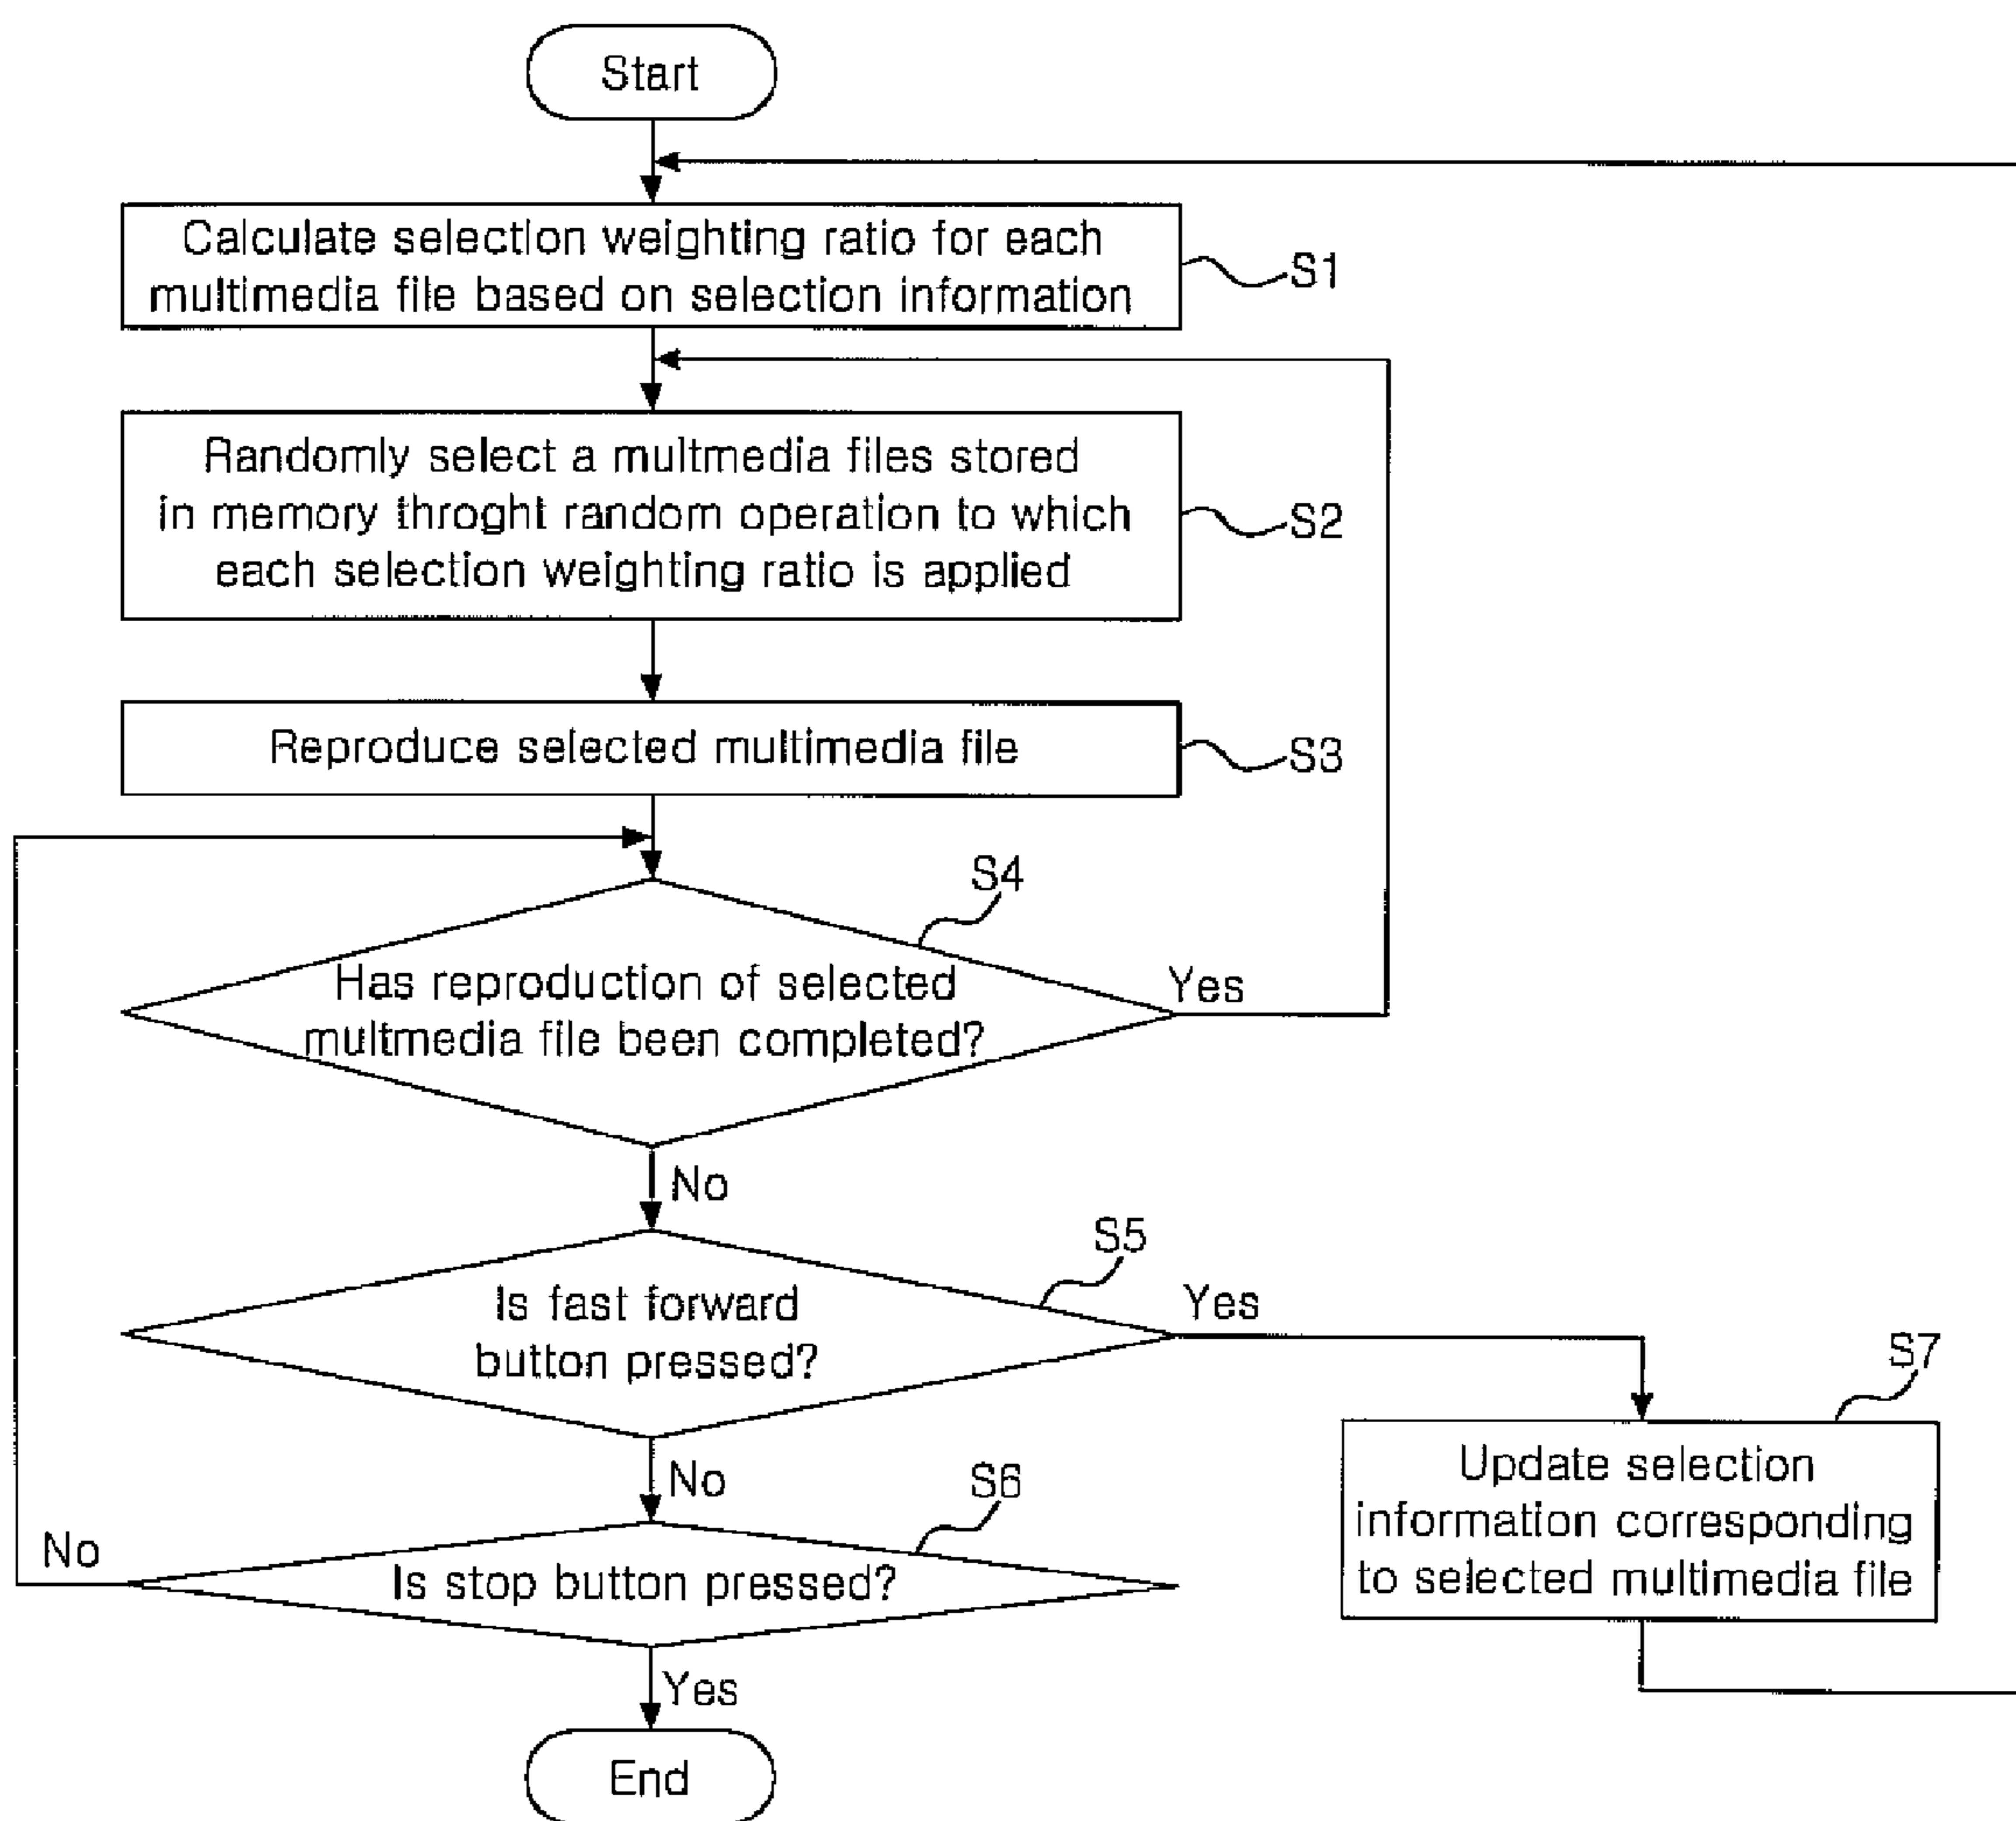 Start
Calculate selection weighting ratio for each
multimedia file based on selection information
S1
Randomly select a multmedia files stored
in memory throght random operation to which
each selection weighting ratio is applied
S2
Reproduce selected multimedia file
S3
S4
Has reproduction of selected
multmedia file been completed?
Yes
No
S5
Is fast forward
button pressed?
Yes
S7
Update selection
information corresponding
to selected multimedia file
No
S6
Is stop button pressed?
No
Yes
End